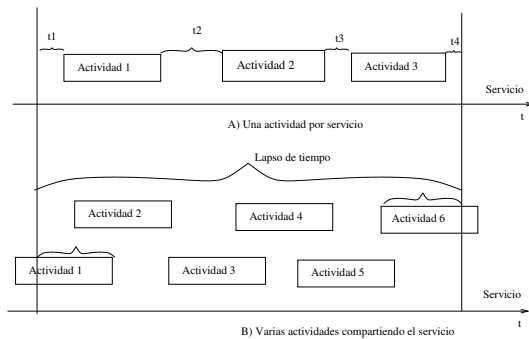 t1
t2
t3
t4
Actividad 1
Actividad 2
Actividad 3
Servicio
t
A) Una actividad por servicio
Lapso de tiempo
Actividad 2
Actividad 4
Actividad 6
Actividad 1
Actividad 3
Actividad 5
Servicio
t
B) Varias actividades compartiendo el servicio